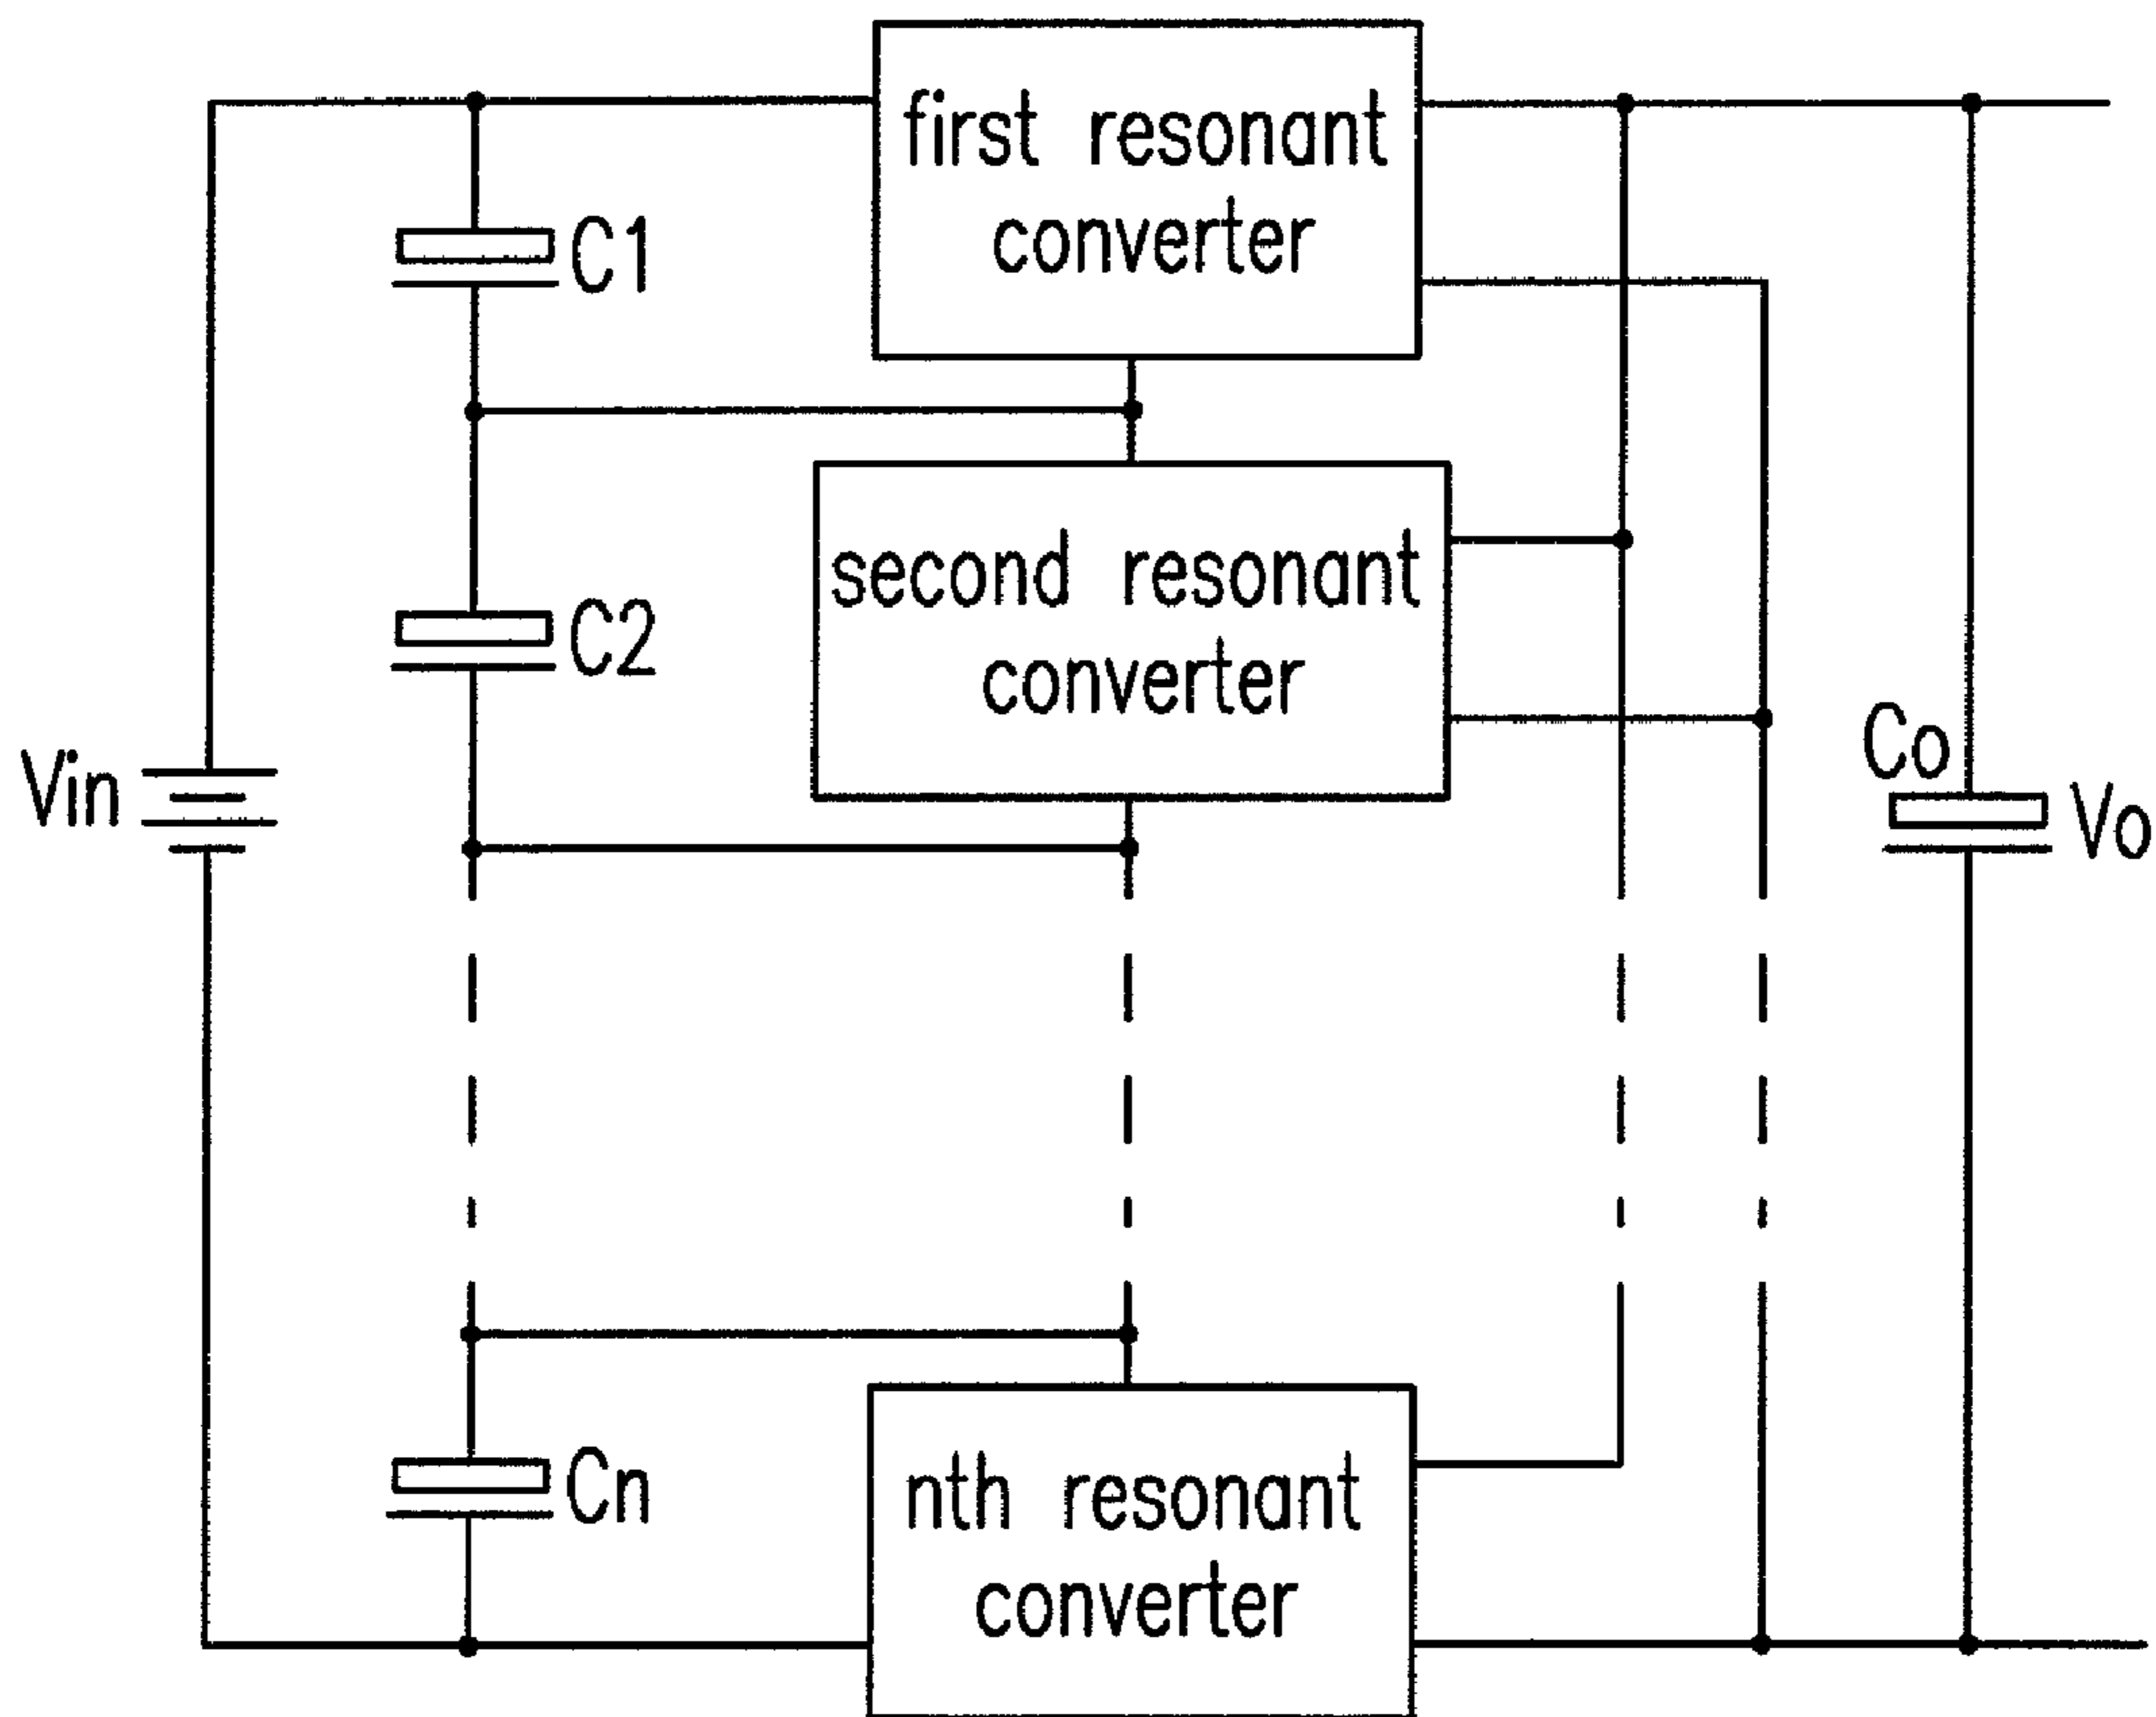 first resonant
converter
C1
second resonant
converter
C2
Vin
Co
Vo
nth resonant
converter
Cn